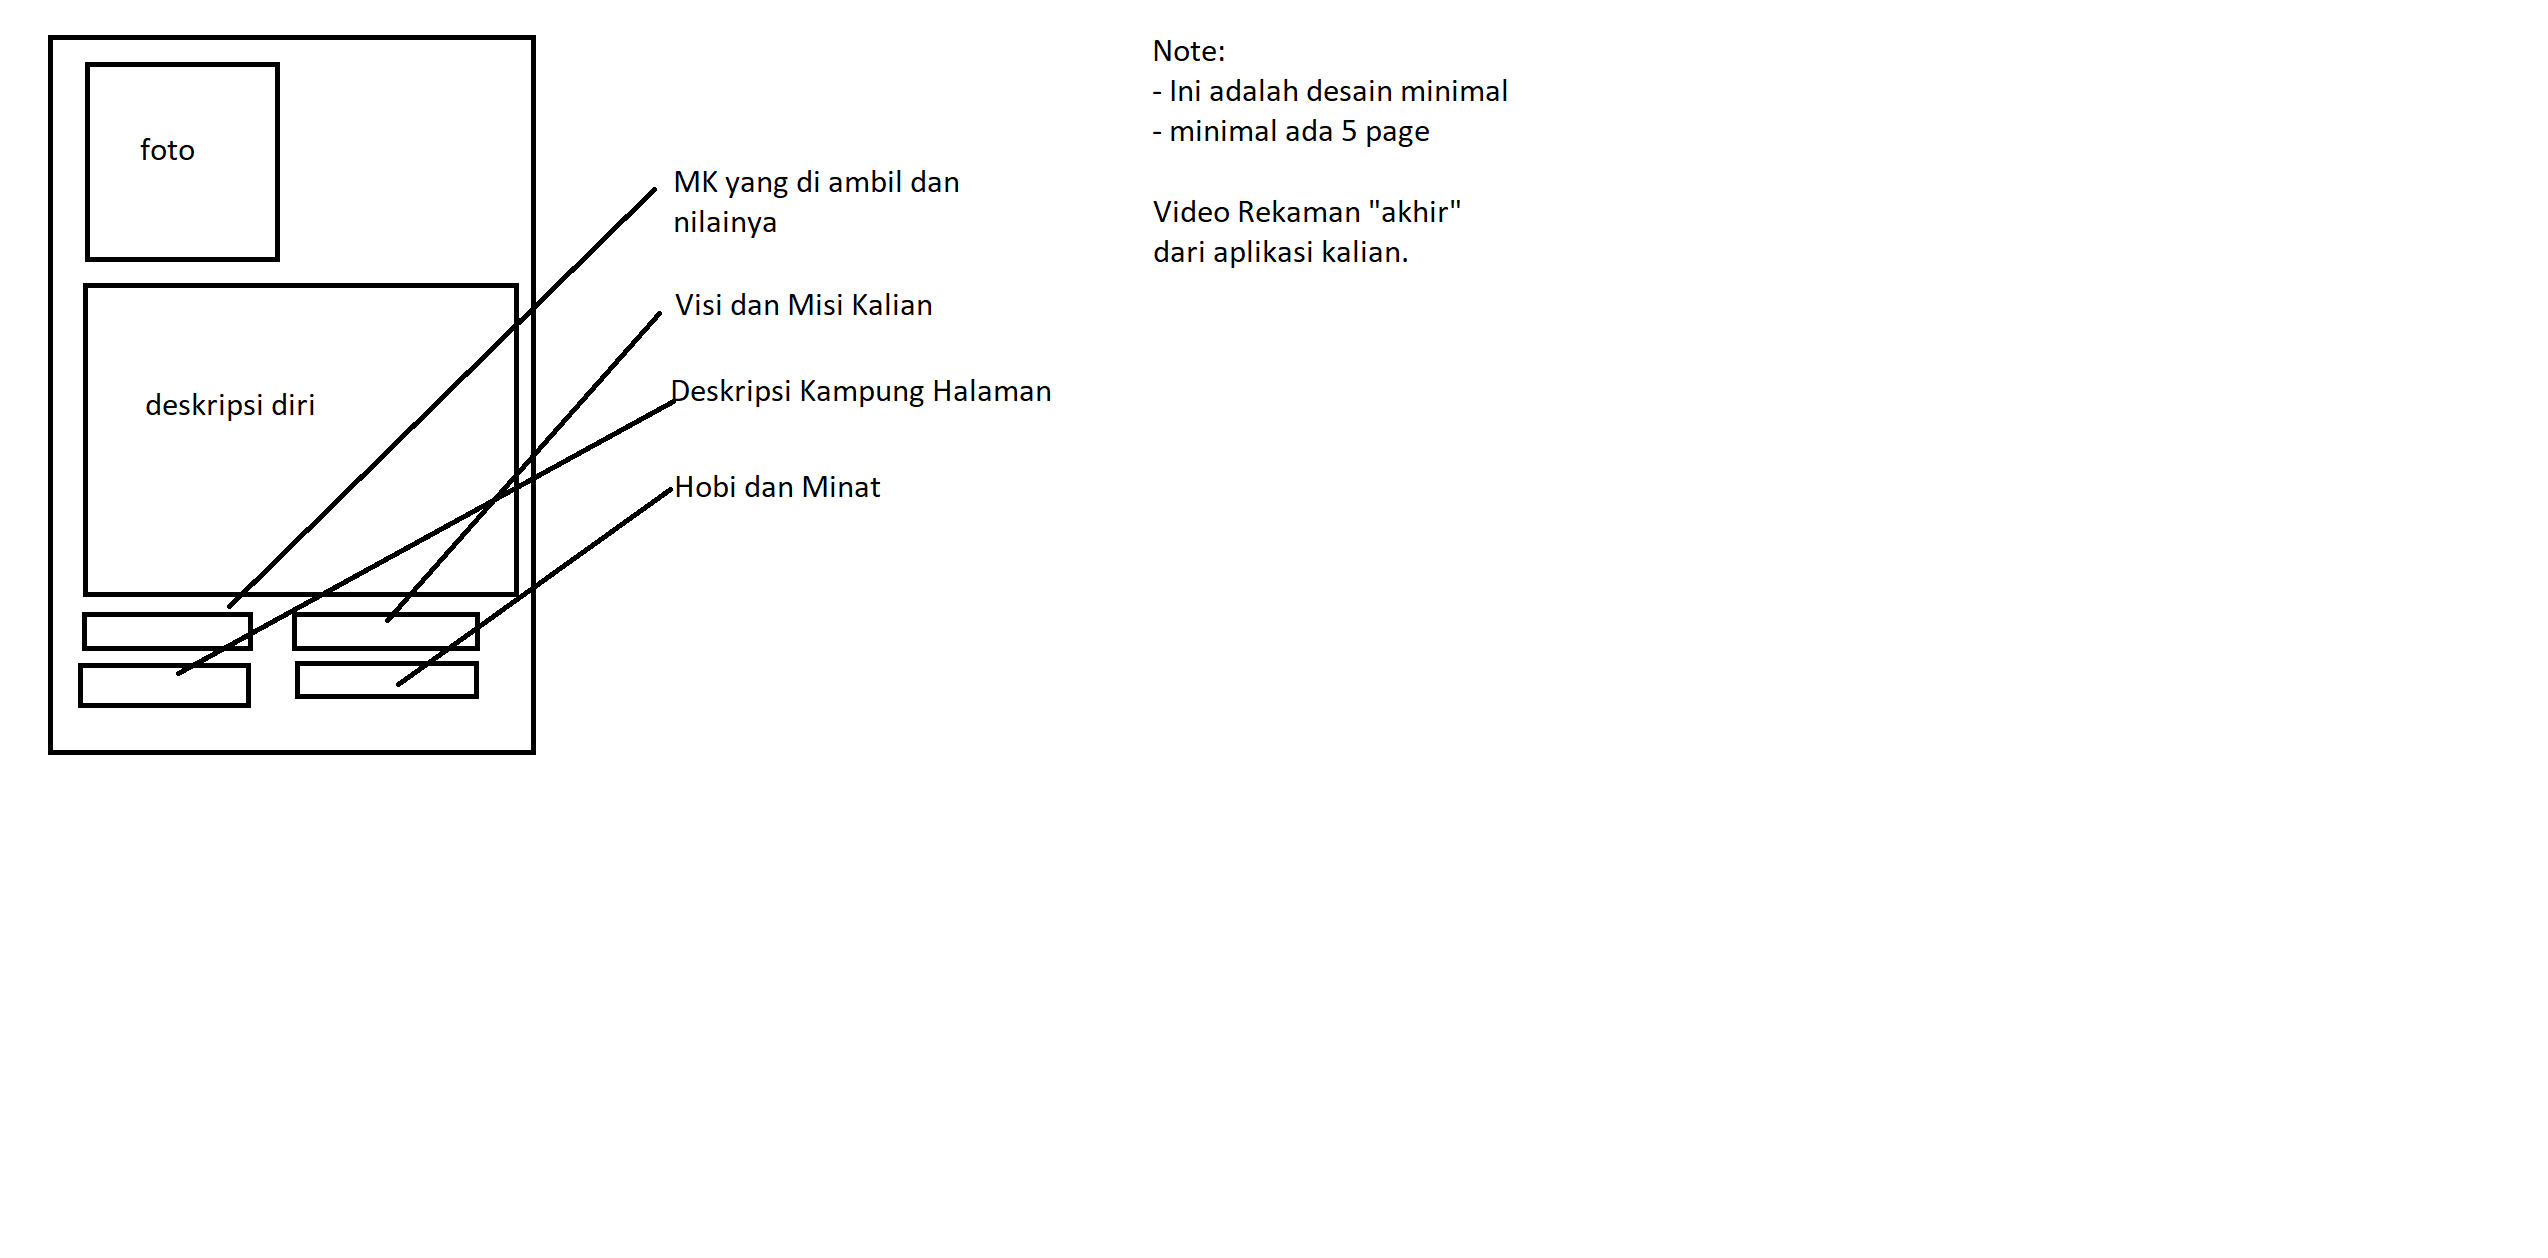 foto
deskripsi diri
MK yang di ambil dan
nilainya
Visi dan Misi Kalian
Deskripsi Kampung Halaman
Hobi dan Minat
Note:
- Ini adalah desain minimal
- minimal ada 5 page
Video Rekaman "akhir"
dari aplikasi kalian.